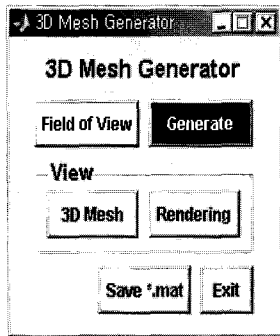 3D Mesh Generator
3D Mesh Generator
Field of View Generate
View
3D Mesh Rendering
Save *.mat Exit